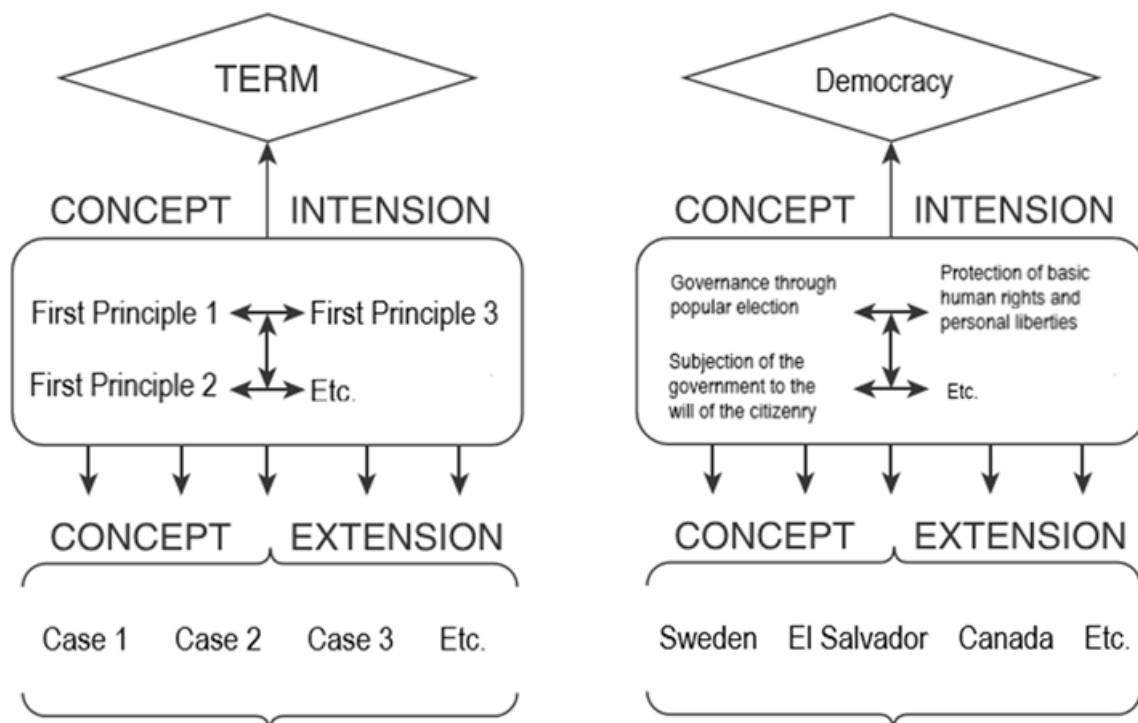 TERM
CONCEPT INTENSION
First Principle 1 First Principle 3
First Principle 2 Etc.
CONCEPT EXTENSION
Case 1 Case 2 Case 3 Etc.
Democracy
CONCEPT INTENSION
Governance through
popular election
Protection of basic
human rights and
personal liberties
Subjection of the
government to the
will of the citizenry
Etc.
CONCEPT EXTENSION
Sweden El Salvador Canada Etc.